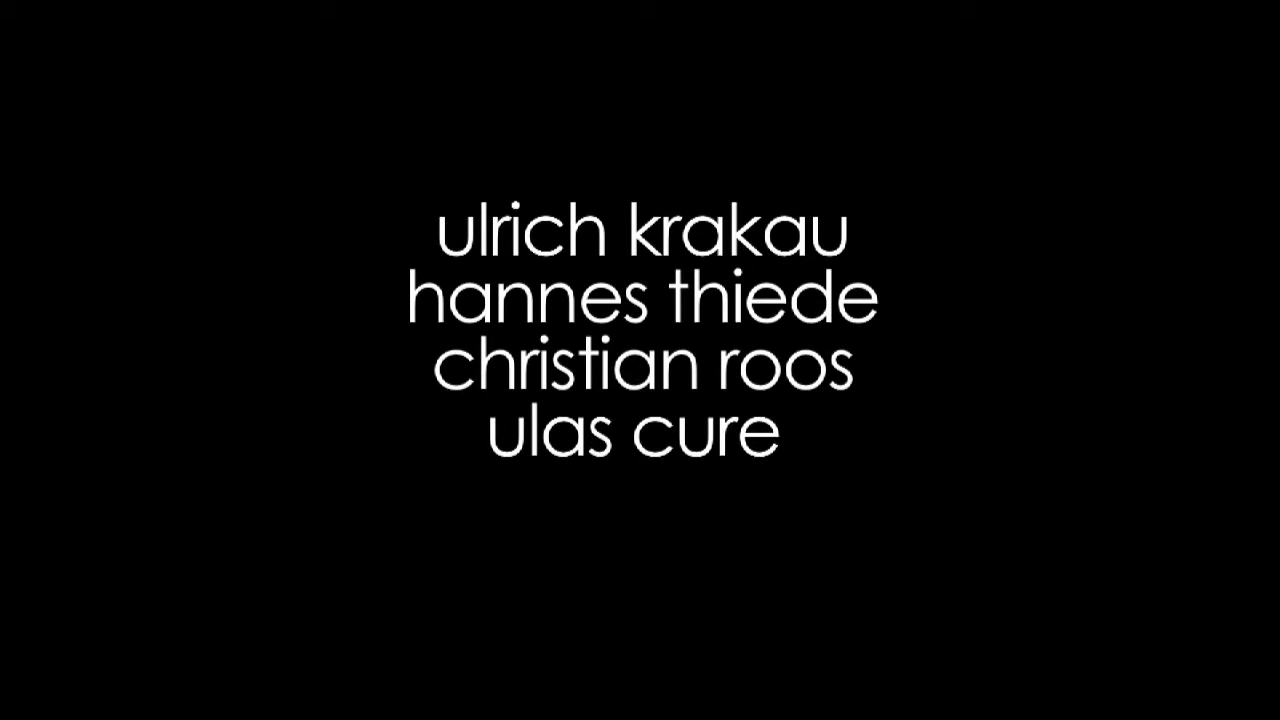 ulrich krakau
hannes thiede
christian roos
ulas cure